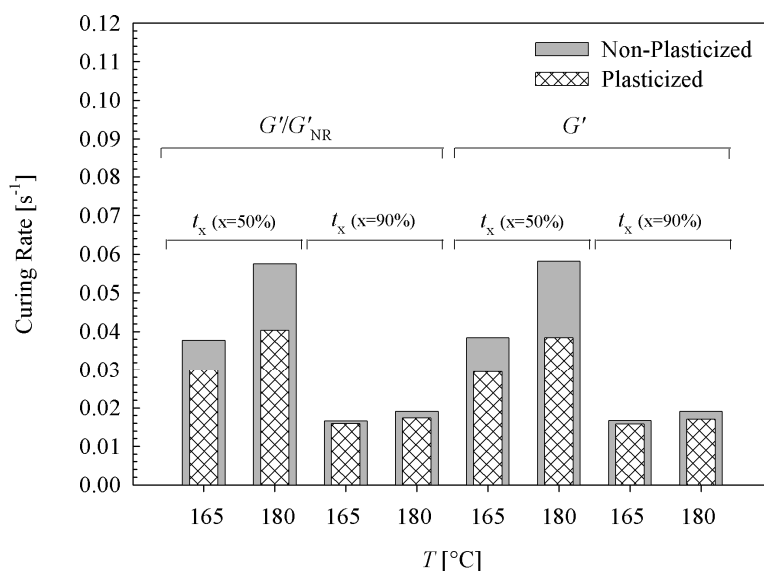 0.12
0.11
0.10
0.09
0.08
0.07
0.06
0.05
0.04
0.03
0.02
0.01
0.00
Curing Rate [s⁻¹]
Non-Plasticized
Plasticized
G'/G'NR
G'
tx (x=50%)
tx (x=90%)
tx (x=50%)
tx (x=90%)
165 180 165 180 165 180 165 180
T [°C]